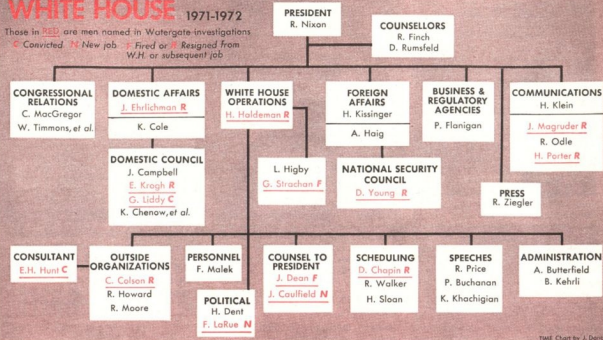 WHITE HOUSE 1971-1972
Those in RED are men named in Watergate investigations
C Convicted N New job F Fired or R Resigned from
W.H. or subsequent job
PRESIDENT
R. Nixon
COUNSELLORS
R. Finch
D. Rumsfeld
CONGRESSIONAL
RELATIONS
C. MacGregor
W. Timmons, et al.
DOMESTIC AFFAIRS
J. Ehrlichman R
K. Cole
DOMESTIC COUNCIL
J. Campbell
E. Krogh R
G. Liddy C
K. Chenow, et al.
WHITE HOUSE
OPERATIONS
H. Haldeman R
L. Higby
G. Strachan F
FOREIGN
AFFAIRS
H. Kissinger
A. Haig
NATIONAL SECURITY
COUNCIL
D. Young R
BUSINESS &
REGULATORY
AGENCIES
P. Flanigan
COMMUNICATIONS
H. Klein
J. Magruder R
R. Odle
H. Porter R
PRESS
R. Ziegler
CONSULTANT
E.H. Hunt C
OUTSIDE
ORGANIZATIONS
C. Colson R
R. Howard
R. Moore
PERSONNEL
F. Malek
POLITICAL
H. Dent
F. LaRue N
COUNSEL TO
PRESIDENT
J. Dean F
J. Caulfield N
SCHEDULING
D. Chapin R
R. Walker
H. Sloan
SPEECHES
R. Price
P. Buchanan
K. Khachigian
ADMINISTRATION
A. Butterfield
B. Kehrli
TIME Chart by J.